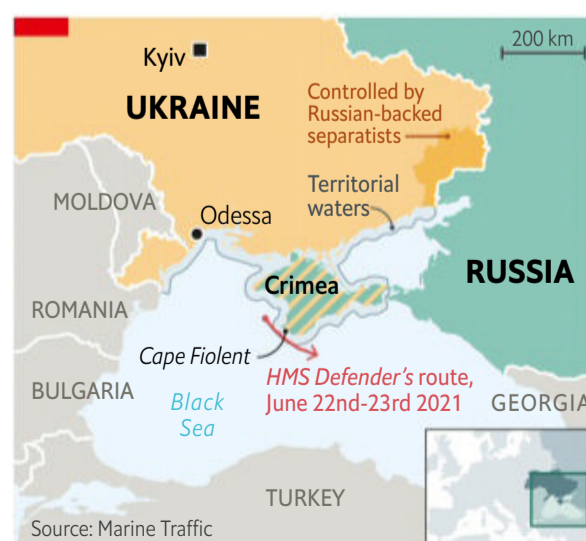 200 km
Kyiv
UKRAINE
Controlled by
Russian-backed
separatists
Territorial
waters
MOLDOVA
Odessa
RUSSIA
Crimea
ROMANIA
Cape Fiolent
HMS Defender’s route,
June 22nd-23rd 2021
BULGARIA
Black
Sea
GEORGIA
TURKEY
Source: Marine Traffic